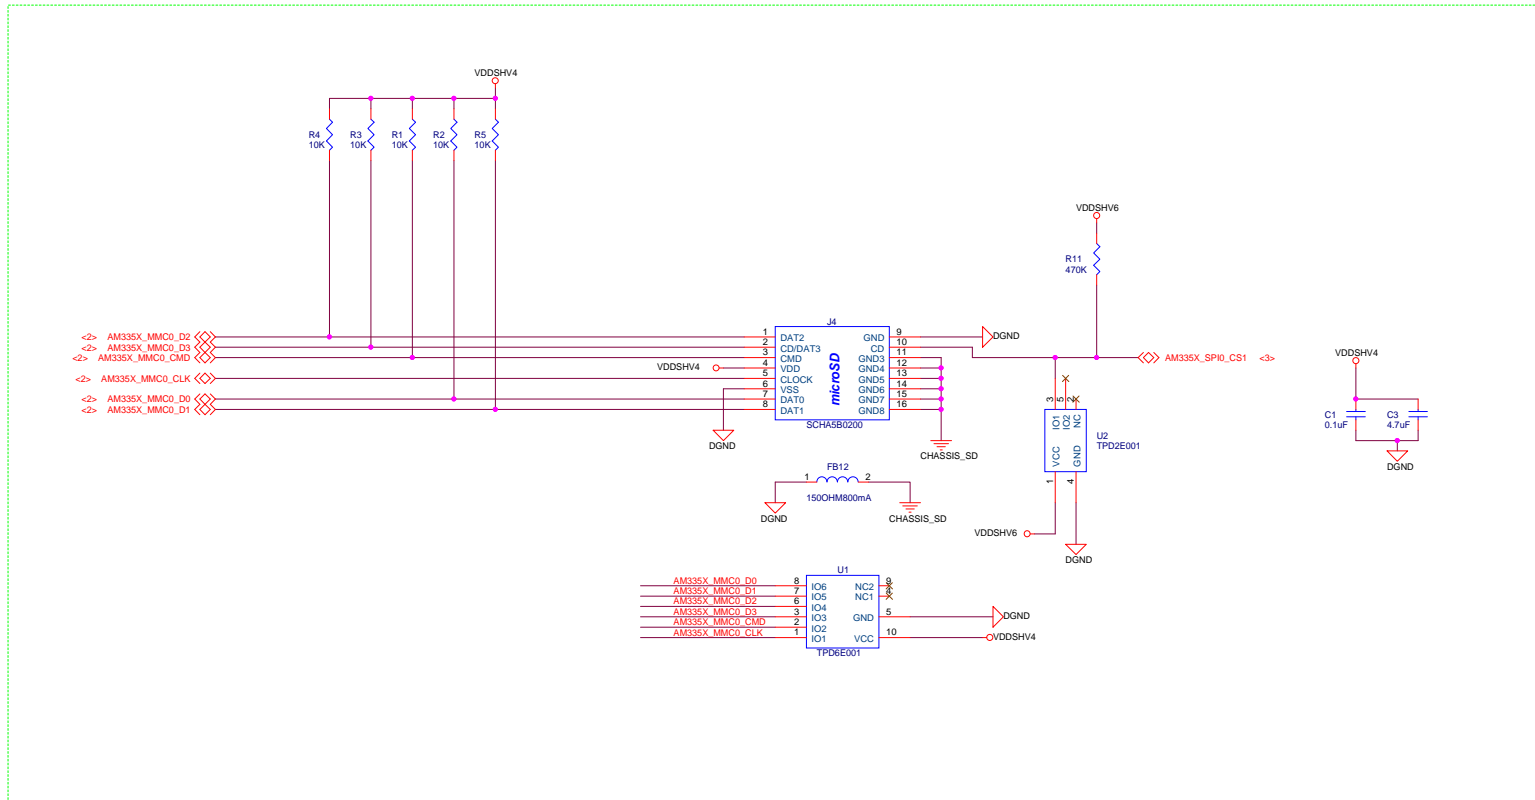 VDDSHV4
R4
10K
R3
10K
R1
10K
R2
10K
R5
10K
VDDSHV6
R11
470K
<2> AM335X_MMC0_D2
<2> AM335X_MMC0_D3
<2> AM335X_MMC0_CMD
<2> AM335X_MMC0_CLK
<2> AM335X_MMC0_D0
<2> AM335X_MMC0_D1
VDDSHV4
DGND
J4
1 DAT2
2 CD/DAT3
3 CMD
4 VDD
5 CLOCK
6 VSS
7 DAT0
8 DAT1
microSD
GND 9
CD 10
GND3 11
GND4 12
GND5 13
GND6 14
GND7 15
GND8 16
SCHA5B0200
DGND
CHASSIS_SD
AM335X_SPI0_CS1 <3>
3 IO1
5 IO2
2 NC
VCC 1
GND 4
U2
TPD2E001
VDDSHV6
DGND
VDDSHV4
C1
0.1uF
C3
4.7uF
DGND
FB12
1 2
150OHM800mA
DGND
CHASSIS_SD
U1
AM335X_MMC0_D0 8 IO6
AM335X_MMC0_D1 7 IO5
AM335X_MMC0_D2 6 IO4
AM335X_MMC0_D3 3 IO3
AM335X_MMC0_CMD 2 IO2
AM335X_MMC0_CLK 1 IO1
NC2 9
NC1 4
GND 5 DGND
VCC 10 VDDSHV4
TPD6E001